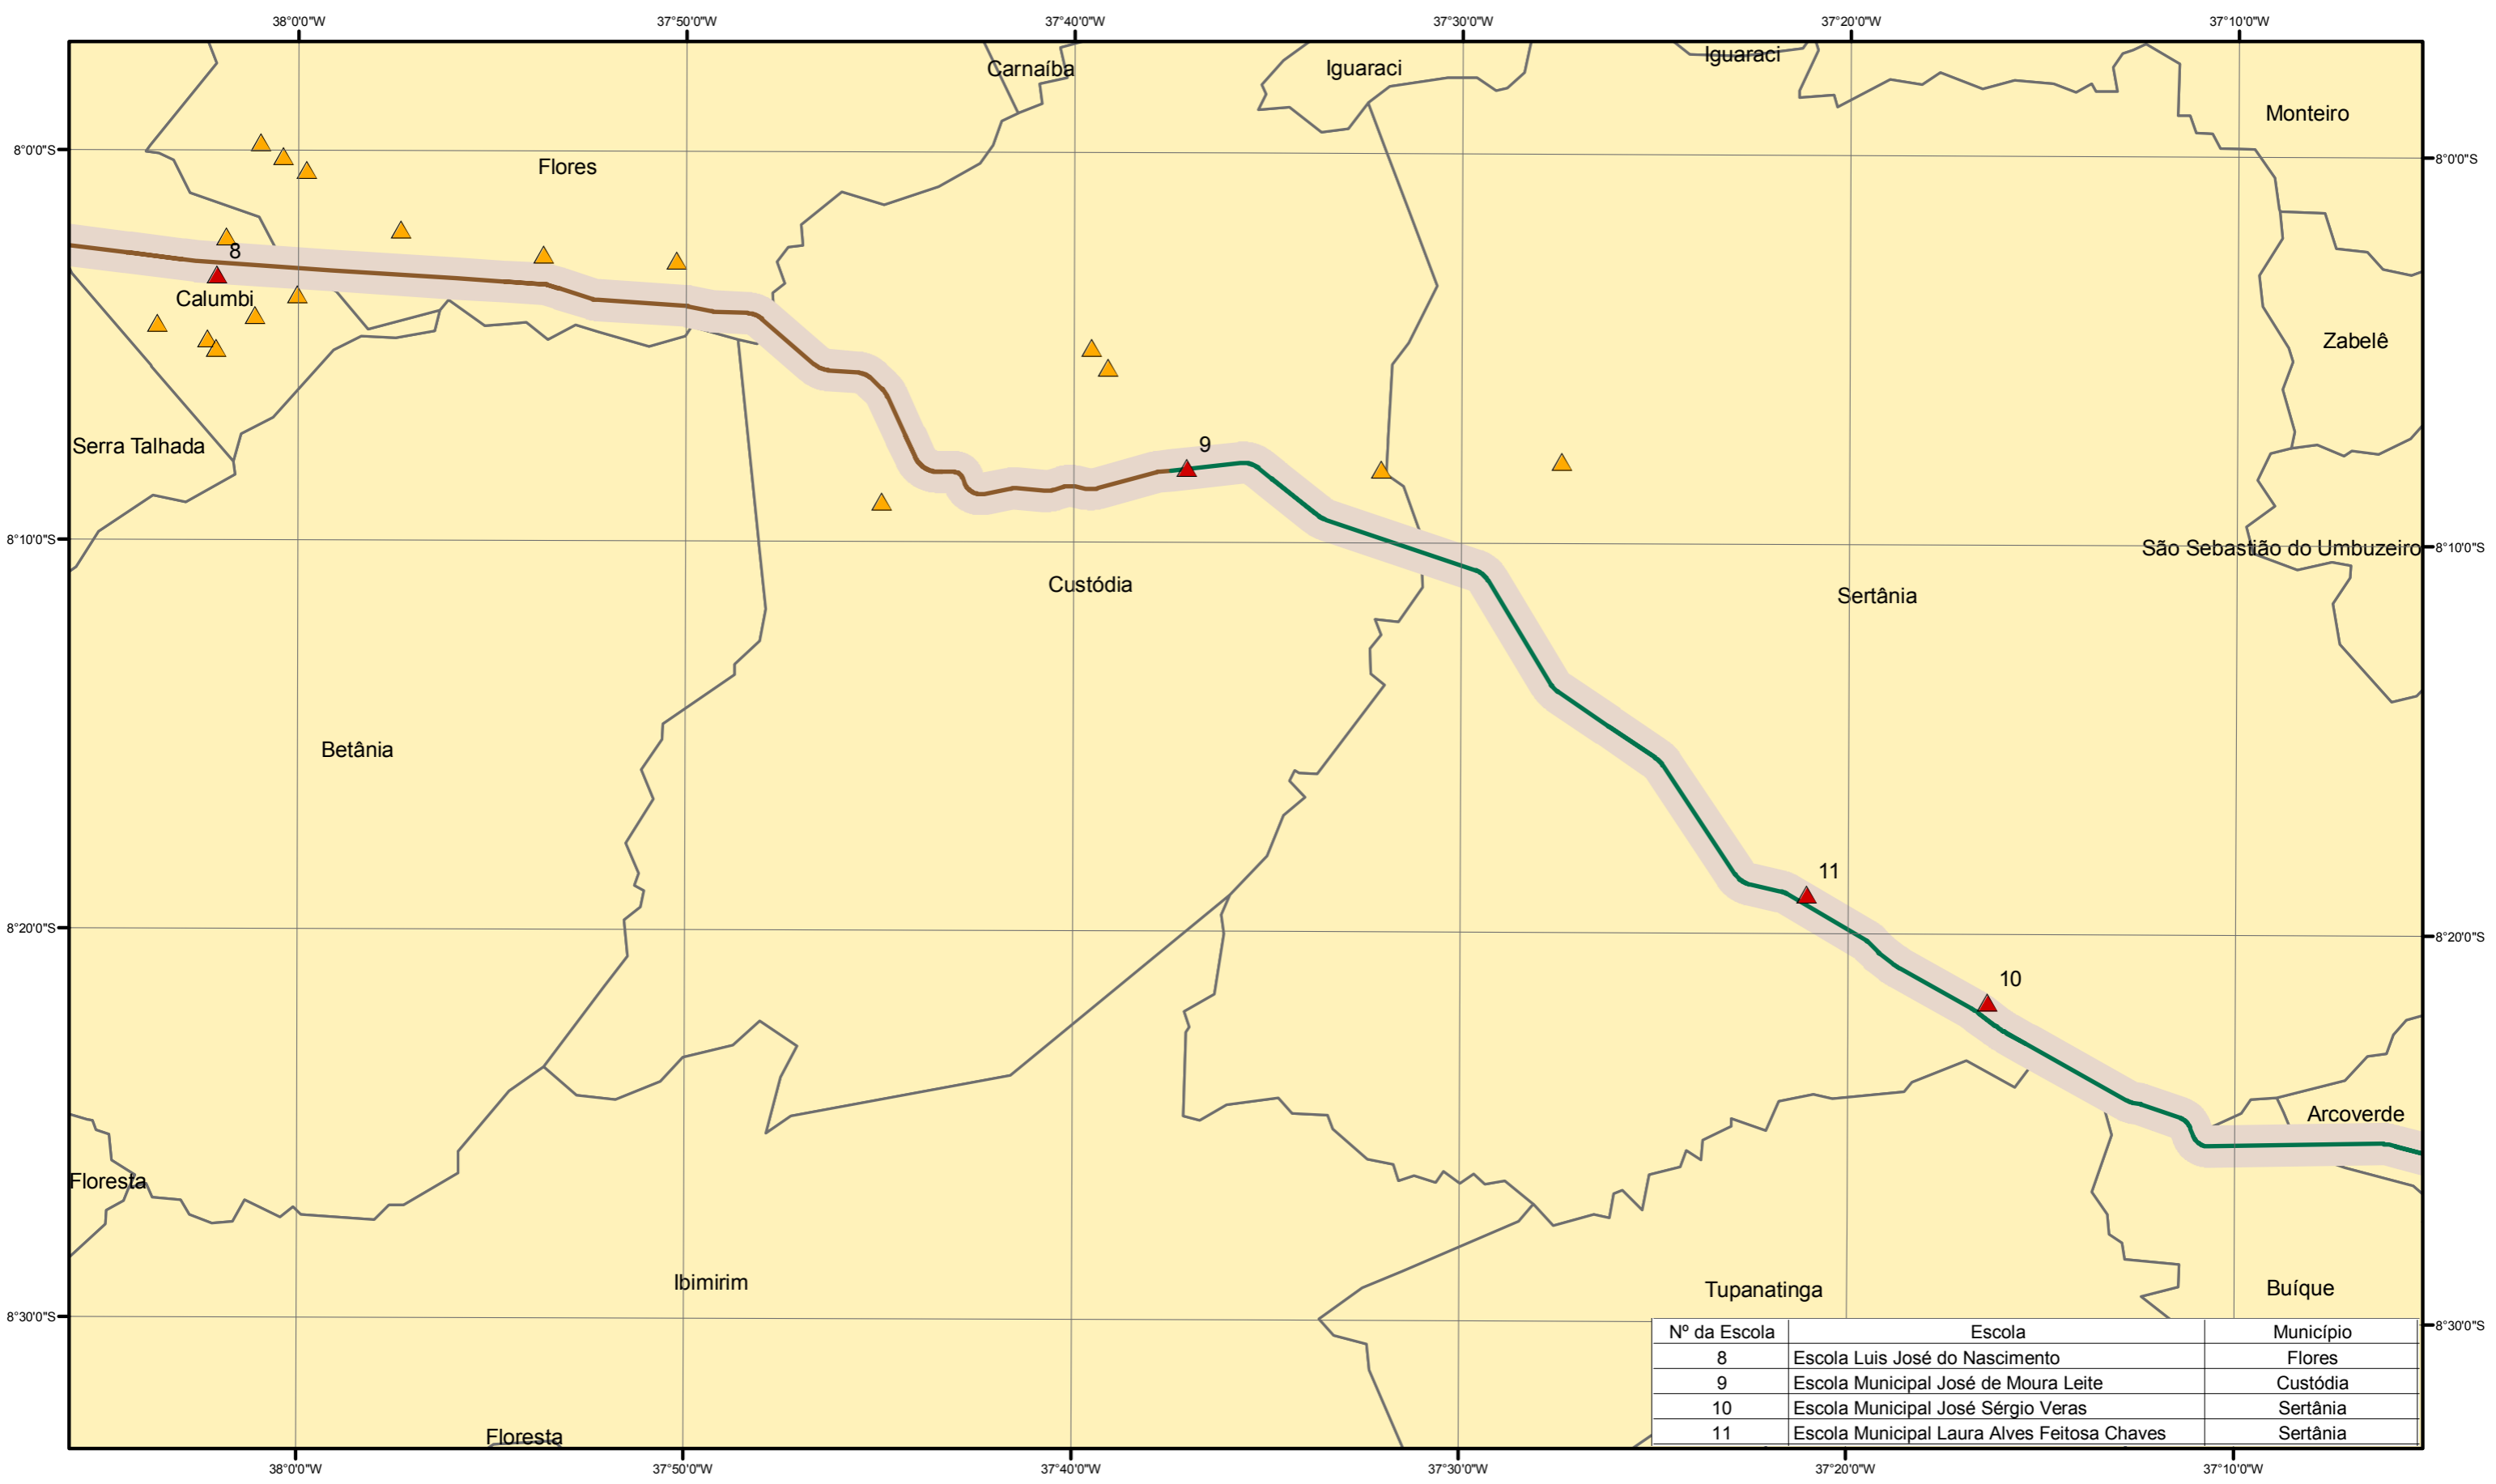 38°0'0"W 37°50'0"W 37°40'0"W 37°30'0"W 37°20'0"W 37°10'0"W
Iguaraci
Carnaíba Iguaraci
Monteiro
8°0'0"S 8°0'0"S
Flores
8
Calumbi
Zabelê
Serra Talhada 9
8°10'0"S São Sebastião do Umbuzeiro 8°10'0"S
Custódia Sertânia
Betânia
11
8°20'0"S 8°20'0"S
10
Arcoverde
Floresta
Ibimirim Tupanatinga Buíque
8°30'0"S 8°30'0"S
Nº da Escola Escola Município
8 Escola Luis José do Nascimento Flores
9 Escola Municipal José de Moura Leite Custódia
10 Escola Municipal José Sérgio Veras Sertânia
11 Escola Municipal Laura Alves Feitosa Chaves Sertânia
Floresta
38°0'0"W 37°50'0"W 37°40'0"W 37°30'0"W 37°20'0"W 37°10'0"W